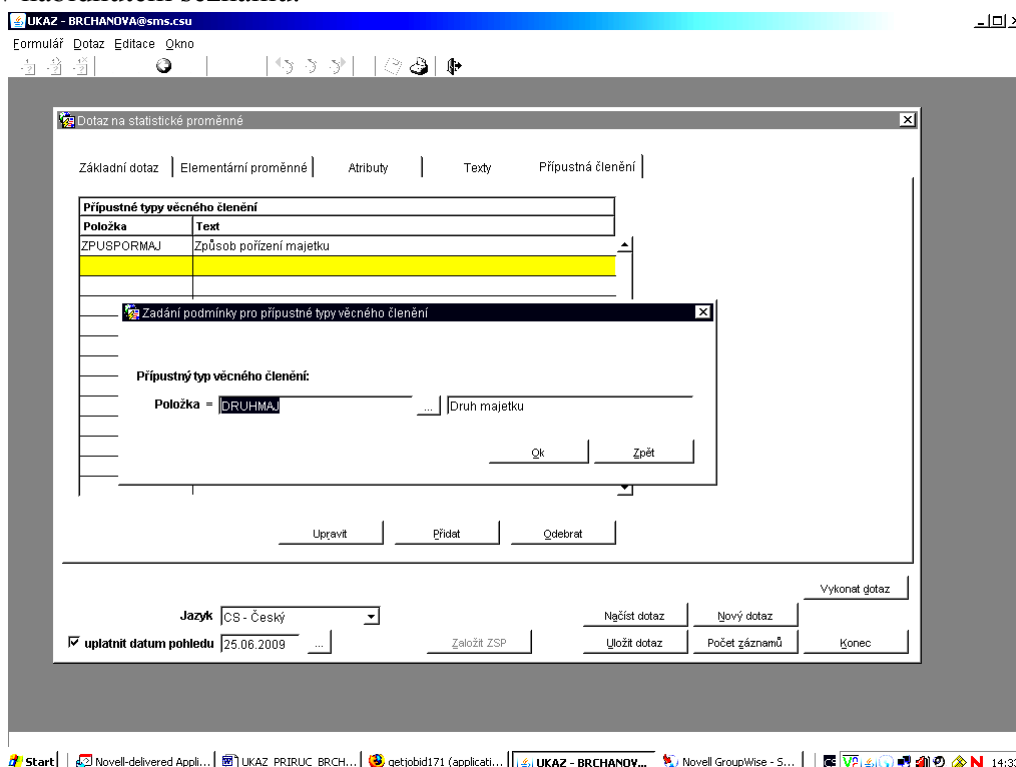 v nabídnutém seznamu.
UKAZ - BRCHANOVA@sms.csu
Formulář Dotaz Editace Okno
Dotaz na statistické proměnné
Základní dotaz Elementární proměnné Atributy Texty Přípustná členění
Přípustné typy věcného členění
Položka Text
ZPUSPORMAJ Způsob pořízení majetku
Zadání podmínky pro přípustné typy věcného členění
Přípustný typ věcného členění:
Položka = DRUHMAJ ... Druh majetku
Ok Zpět
Upravit Přidat Odebrat
Vykonat dotaz
Jazyk CS - Český Načíst dotaz Nový dotaz
uplatnit datum pohledu 25.06.2009 ... Založit ZSP Uložit dotaz Počet záznamů Konec
Start Novell-delivered Appli... UKAZ_PRIRUC_BRCH... getjobid171 (applicati... UKAZ - BRCHANOV... Novell GroupWise - S...